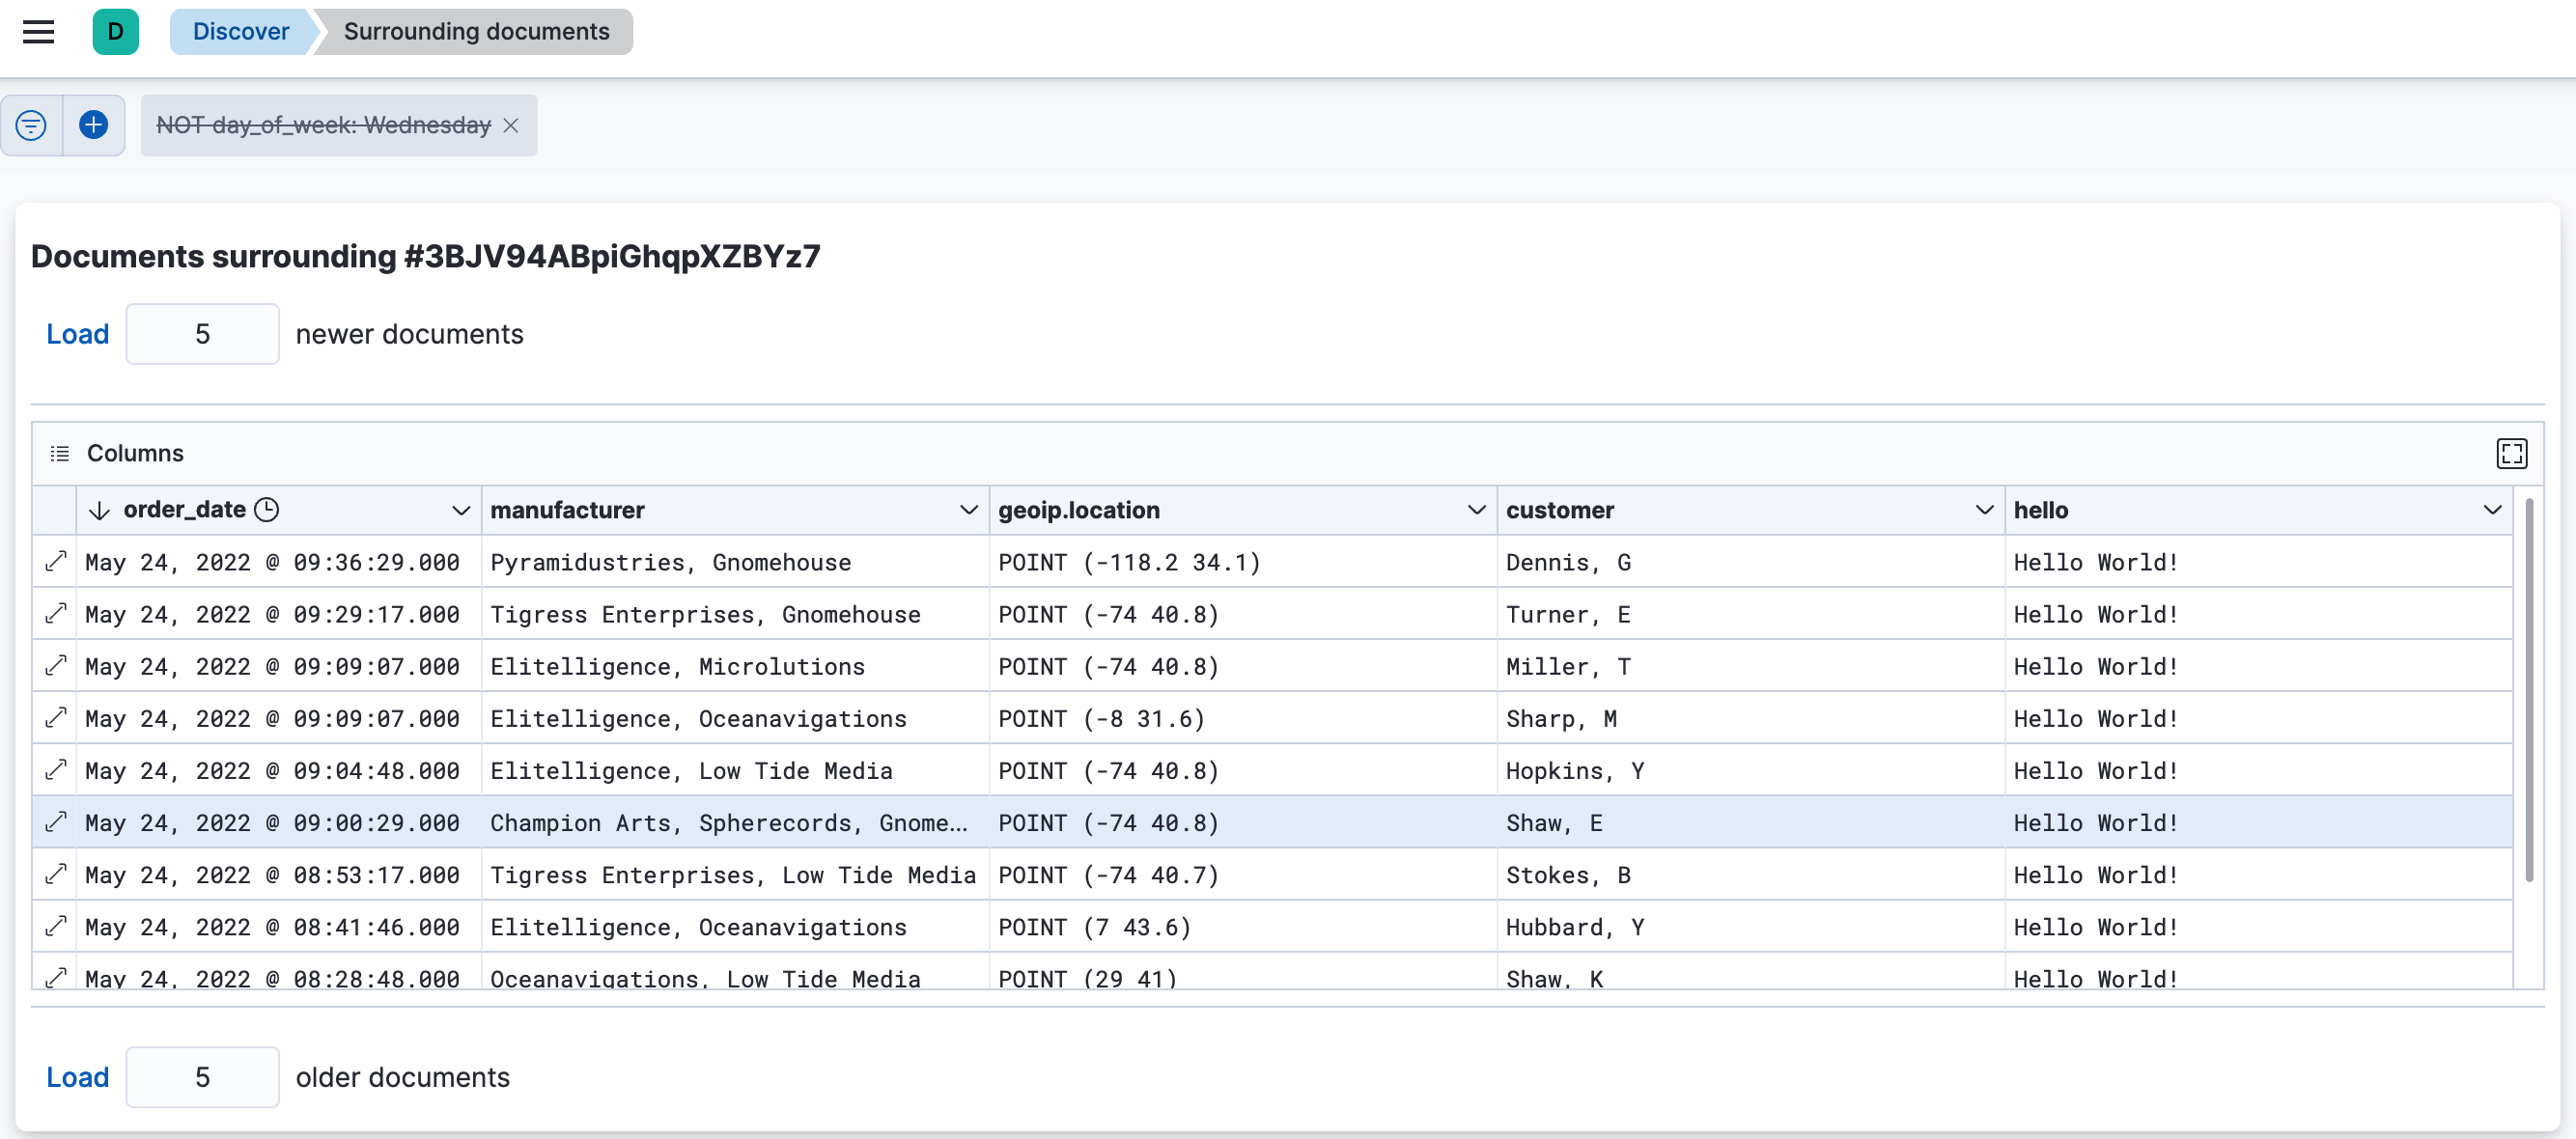 D Discover Surrounding documents
NOT day_of_week: Wednesday
Documents surrounding #3BJV94ABpiGhqpXZBYz7
Load 5 newer documents
Columns
order_date manufacturer geoip.location customer hello
May 24, 2022 @ 09:36:29.000 Pyramidustries, Gnomehouse POINT (-118.2 34.1) Dennis, G Hello World!
May 24, 2022 @ 09:29:17.000 Tigress Enterprises, Gnomehouse POINT (-74 40.8) Turner, E Hello World!
May 24, 2022 @ 09:09:07.000 Elitelligence, Microlutions POINT (-74 40.8) Miller, T Hello World!
May 24, 2022 @ 09:09:07.000 Elitelligence, Oceanavigations POINT (-8 31.6) Sharp, M Hello World!
May 24, 2022 @ 09:04:48.000 Elitelligence, Low Tide Media POINT (-74 40.8) Hopkins, Y Hello World!
May 24, 2022 @ 09:00:29.000 Champion Arts, Spherecords, Gnome... POINT (-74 40.8) Shaw, E Hello World!
May 24, 2022 @ 08:53:17.000 Tigress Enterprises, Low Tide Media POINT (-74 40.7) Stokes, B Hello World!
May 24, 2022 @ 08:41:46.000 Elitelligence, Oceanavigations POINT (7 43.6) Hubbard, Y Hello World!
May 24, 2022 @ 08:28:48.000 Oceanavigations, Low Tide Media POINT (29 41) Shaw, K Hello World!
Load 5 older documents